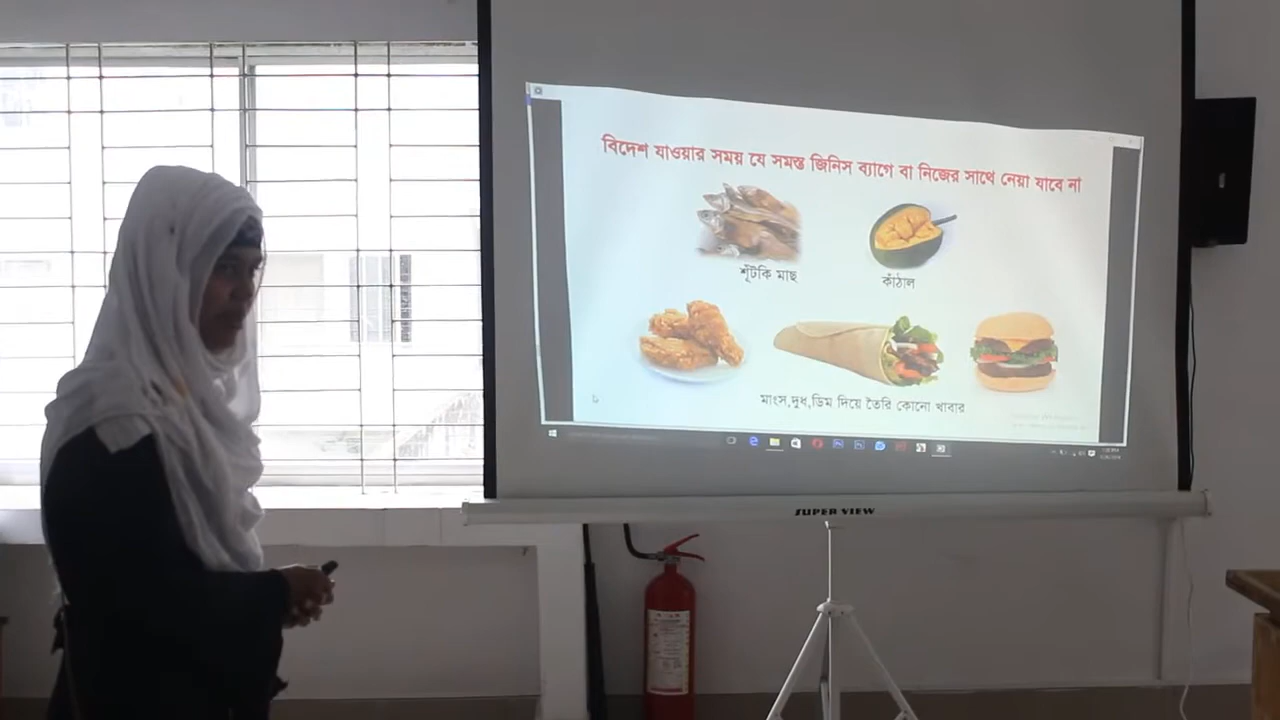 বিদেশ যাওয়ার সময় যে সমস্ত জিনিস ব্যাগে বা নিজের সাথে নেয়া যাবে না
শুঁটকি মাছ
কাঁঠাল
মাংস,দুধ,ডিম দিয়ে তৈরি কোনো খাবার
SUPER VIEW